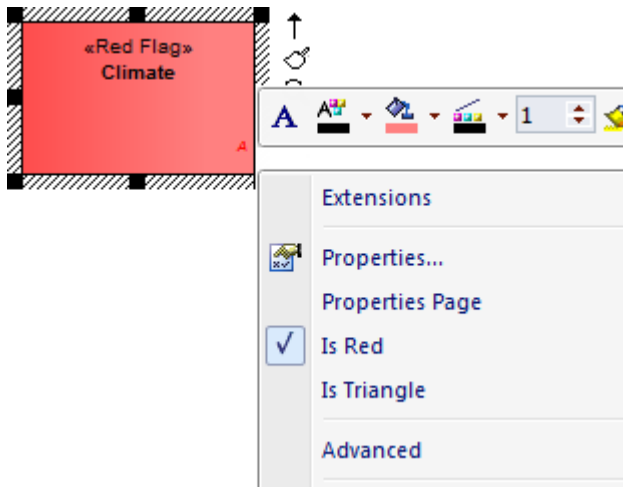 «Red Flag»
Climate
A
A
A
1
Extensions
Properties...
Properties Page
Is Red
Is Triangle
Advanced